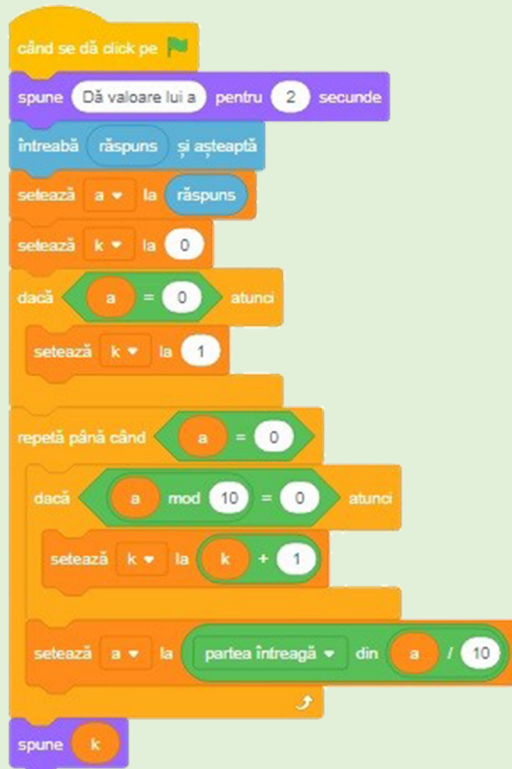 când se dă click pe
spune Dă valoare lui a pentru 2 secunde
întreabă răspuns și așteaptă
setează a la răspuns
setează k la 0
dacă a = 0 atunci
setează k la 1
repetă până când a = 0
dacă a mod 10 = 0 atunci
setează k la k + 1
setează a la partea întreagă din a / 10
spune k